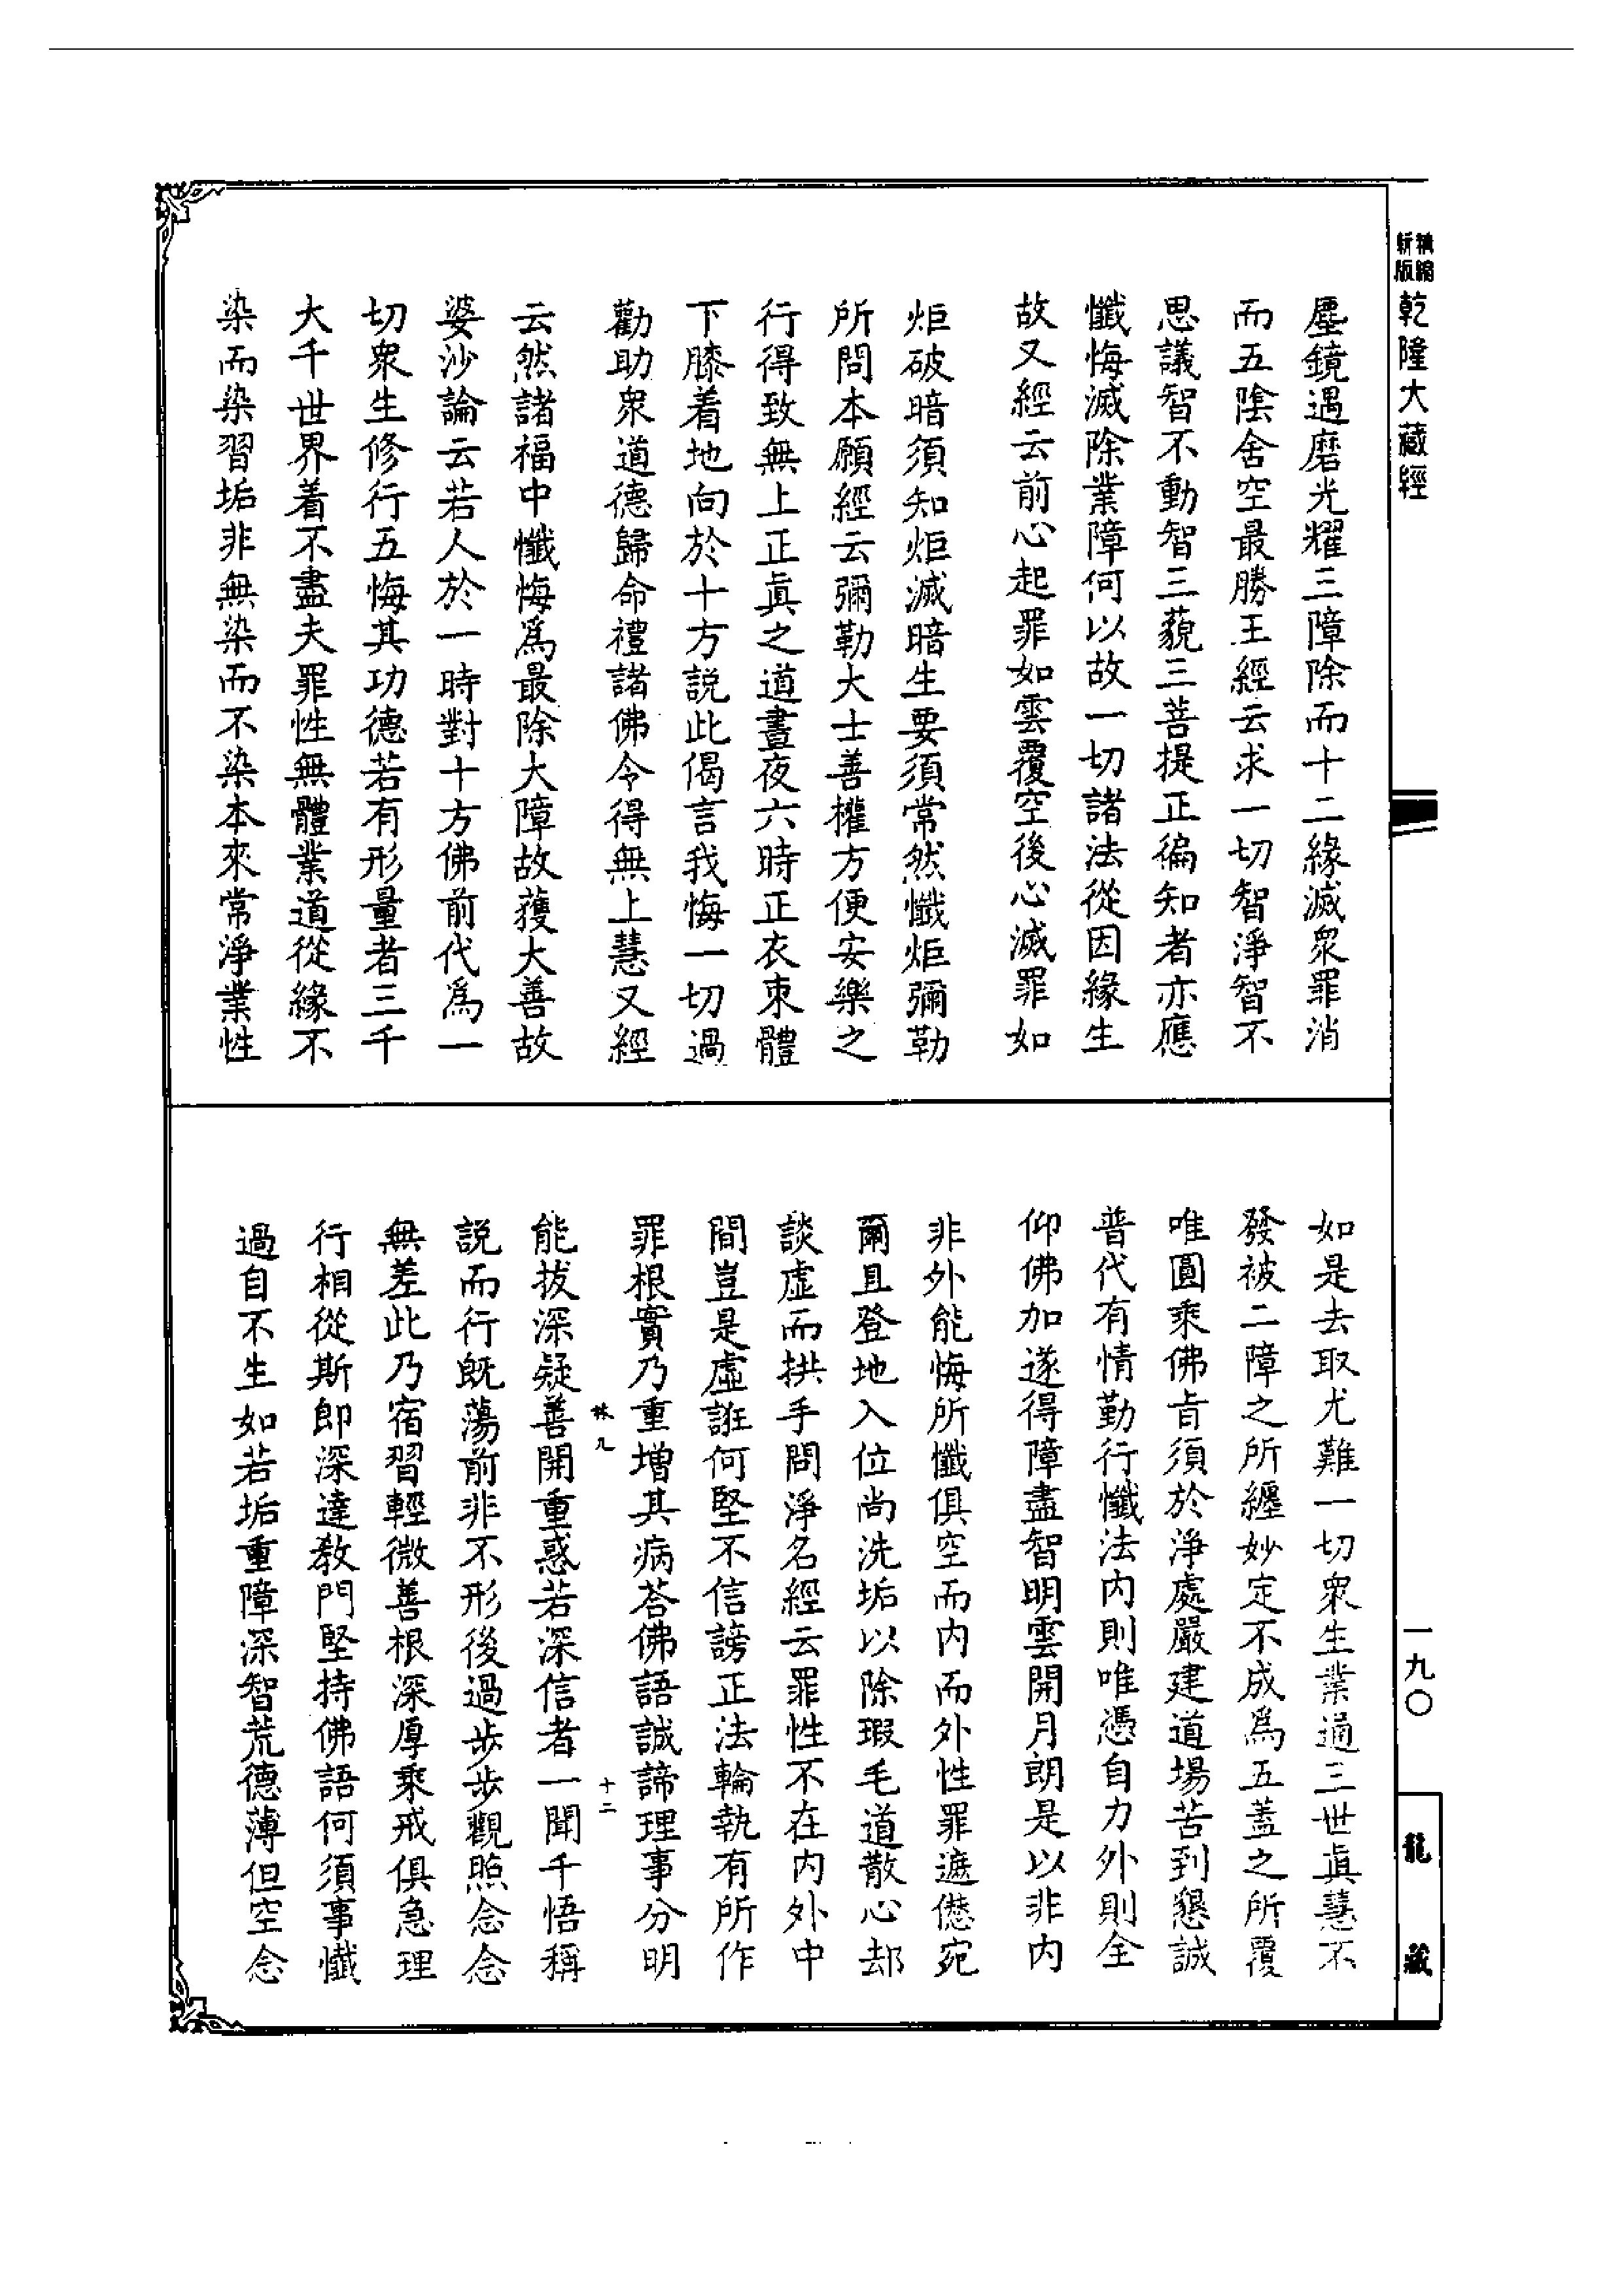 精縮
新版
乾隆大藏經
塵鏡遇磨光耀三障除而十二緣滅衆罪消
而五陰舍空最勝王經云求一切智淨智不
思議智不動智三藐三菩提正徧知者亦應
懺悔滅除業障何以故一切諸法從因緣生
故又經云前心起罪如雲覆空後心滅罪如
炬破暗須知炬滅暗生要須常然懺炬彌勒
所問本願經云彌勒大士善權方便安樂之
行得致無上正眞之道晝夜六時正衣束體
下膝着地向於十方説此偈言我悔一切過
勸助衆道德歸命禮諸佛令得無上慧又經
云然諸福中懺悔爲最除大障故獲大善故
婆沙論云若人於一時對十方佛前代爲一
切衆生修行五悔其功德若有形量者三千
大千世界着不盡夫罪性無體業道從緣不
染而染習垢非無染而不染本來常淨業性
如是去取尤難一切衆生業通三世眞慧不
發被二障之所纏妙定不成爲五蓋之所覆
唯圓乘佛旨須於淨處嚴建道場苦到懇誠
普代有情勤行懺法内則唯憑自力外則全
仰佛加遂得障盡智明雲開月朗是以非内
非外能悔所懺俱空而内而外性罪遮愆宛
爾且登地入位尚洗垢以除瑕毛道散心却
談虛而拱手問淨名經云罪性不在内外中
間豈是虛誑何堅不信謗正法輪執有所作
罪根實乃重增其病荅佛語誠諦理事分明
能拔深疑善開重惑若深信者一聞千悟稱
説而行既蕩前非不形後過步步觀照念念
無差此乃宿習輕微善根深厚乘戒俱急理
行相從斯即深達敎門堅持佛語何須事懺
過自不生如若垢重障深智荒德薄但空念
株九
十二
一九〇
龍藏